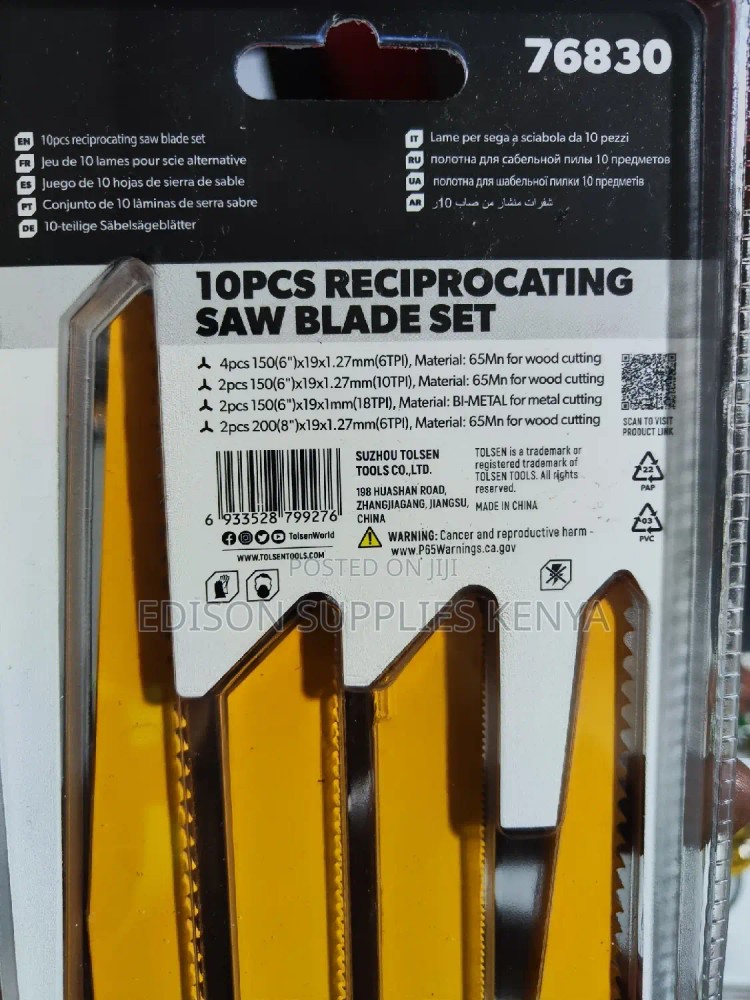 76830
EN 10pcs reciprocating saw blade set
FR Jeu de 10 lames pour scie alternative
ES Juego de 10 hojas de sierra de sable
PT Conjunto de 10 lâminas de serra sabre
DE 10-teilige Säbelsägeblätter
IT Lame per sega a sciabola da 10 pezzi
RU полотна для сабельной пилы 10 предметов
UA полотна для шабельної пилки 10 предметів
AR شفرات منشار من صاب 10ر
10PCS RECIPROCATING
SAW BLADE SET
4pcs 150(6")x19x1.27mm(6TPI), Material: 65Mn for wood cutting
2pcs 150(6")x19x1.27mm(10TPI), Material: 65Mn for wood cutting
2pcs 150(6")x19x1mm(18TPI), Material: BI-METAL for metal cutting
2pcs 200(8")x19x1.27mm(6TPI), Material: 65Mn for wood cutting
SCAN TO VISIT
PRODUCT LINK
6 933528 799276
TolsenWorld
WWW.TOLSENTOOLS.COM
SUZHOU TOLSEN
TOOLS CO.,LTD.
198 HUASHAN ROAD,
ZHANGJIAGANG, JIANGSU,
CHINA
TOLSEN is a trademark or
registered trademark of
TOLSEN TOOLS. All rights
reserved.
MADE IN CHINA
22
PAP
03
PVC
WARNING: Cancer and reproductive harm -
www.P65Warnings.ca.gov
POSTED ON JIJI
EDISON SUPPLIES KENYA